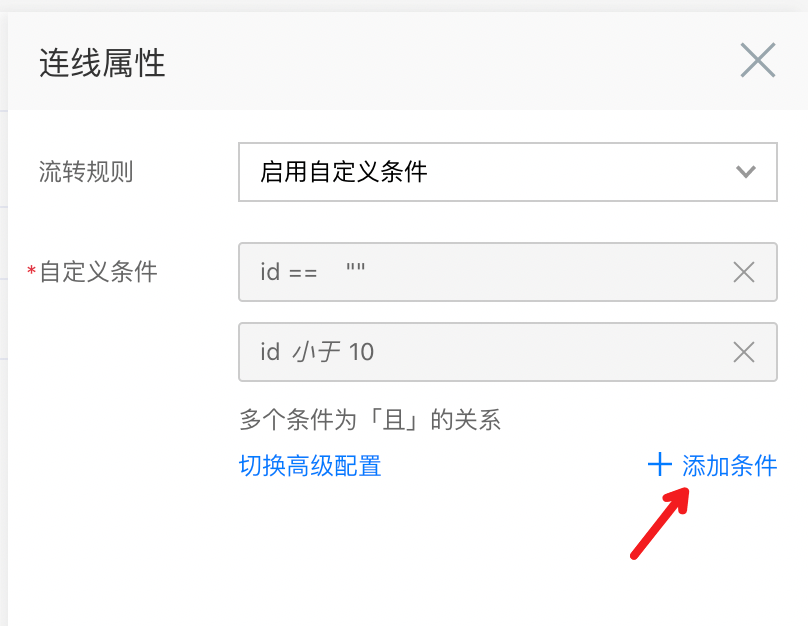 连线属性
流转规则 启用自定义条件
*自定义条件 id == ""
id 小于 10
多个条件为「且」的关系
切换高级配置 添加条件